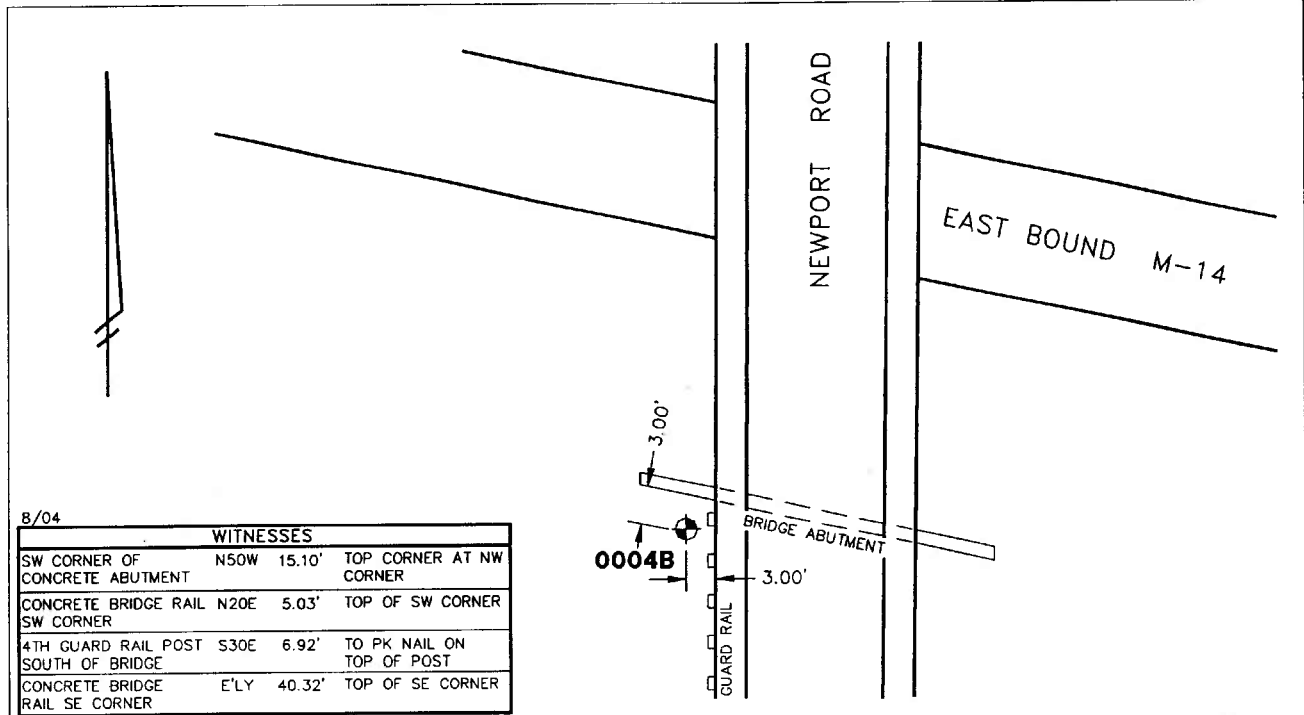 NEWPORT ROAD
EAST BOUND M-14
3.00'
BRIDGE ABUTMENT
0004B
3.00'
GUARD RAIL
8/04
WITNESSES
SW CORNER OF CONCRETE ABUTMENT N50W 15.10' TOP CORNER AT NW CORNER
CONCRETE BRIDGE RAIL SW CORNER N20E 5.03' TOP OF SW CORNER
4TH GUARD RAIL POST SOUTH OF BRIDGE S30E 6.92' TO PK NAIL ON TOP OF POST
CONCRETE BRIDGE RAIL SE CORNER E'LY 40.32' TOP OF SE CORNER